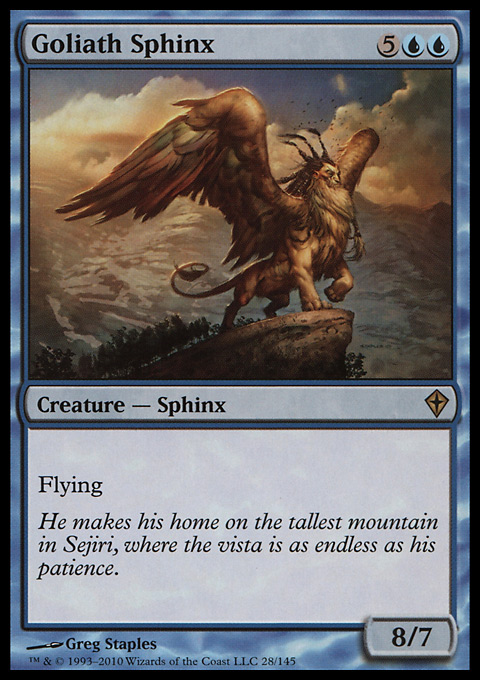 Goliath Sphinx 5
Creature — Sphinx
Flying
He makes his home on the tallest mountain
in Sejiri, where the vista is as endless as his
patience.
8/7
Greg Staples
™ & © 1993–2010 Wizards of the Coast LLC 28/145